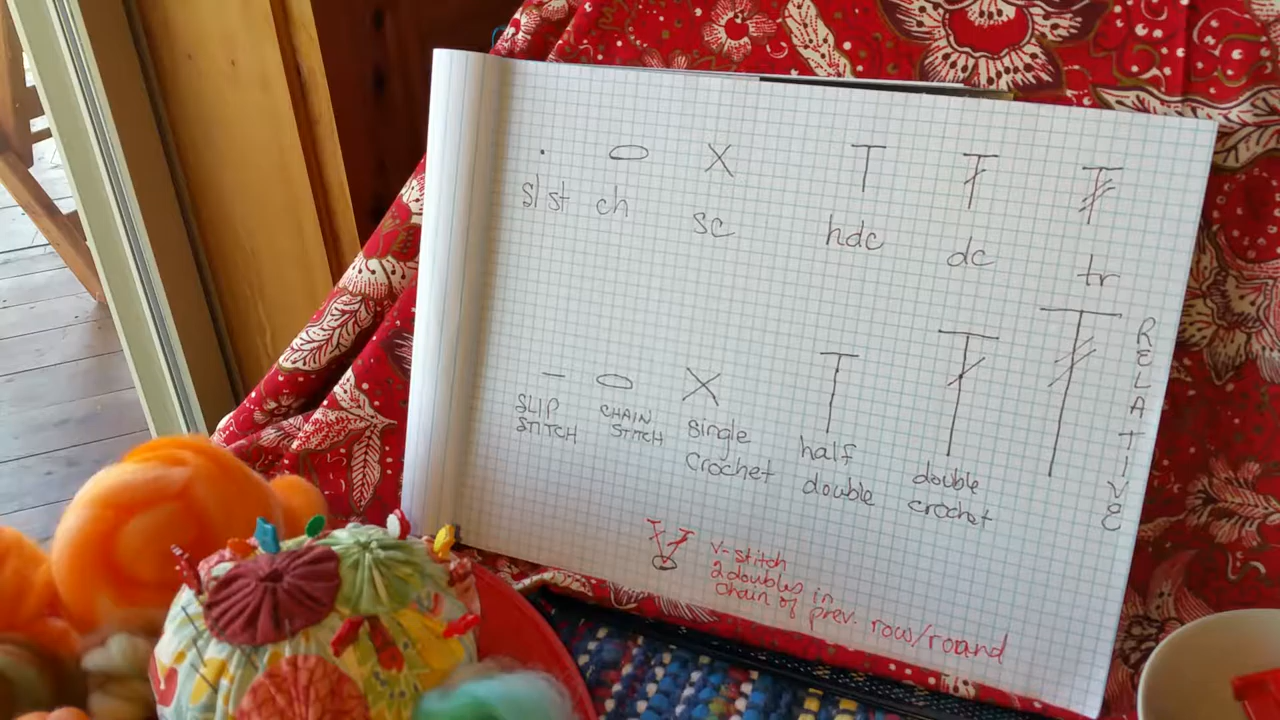 sl st ch sc hdc dc tr
SLIP STITCH
CHAIN STITCH
single crochet
half double
double crochet
RELATIVE
v-stitch
2 doubles in
chain of prev. row/round